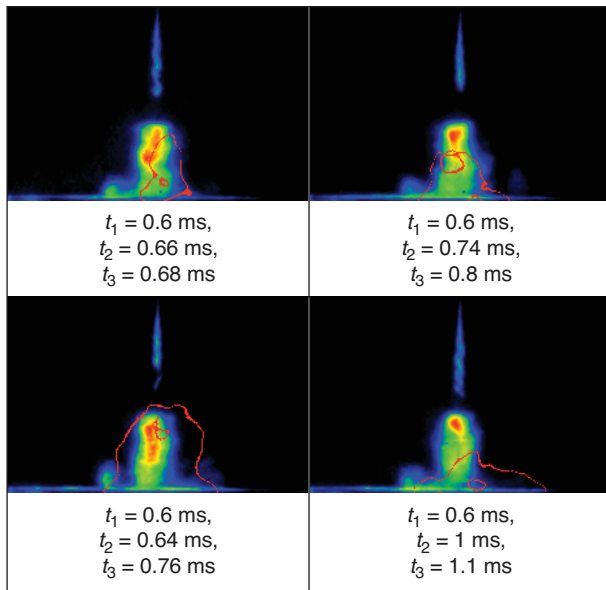 t₁ = 0.6 ms,
t₂ = 0.66 ms,
t₃ = 0.68 ms
t₁ = 0.6 ms,
t₂ = 0.74 ms,
t₃ = 0.8 ms
t₁ = 0.6 ms,
t₂ = 0.64 ms,
t₃ = 0.76 ms
t₁ = 0.6 ms,
t₂ = 1 ms,
t₃ = 1.1 ms